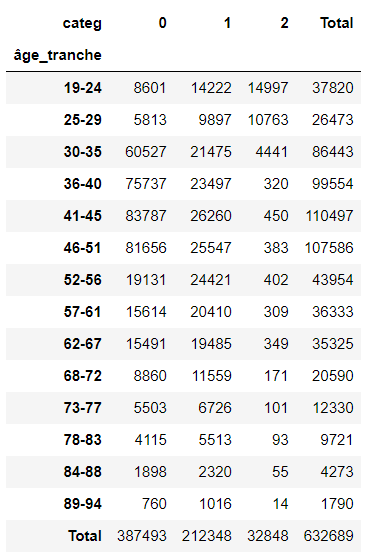 categ 0 1 2 Total
âge_tranche
19-24 8601 14222 14997 37820
25-29 5813 9897 10763 26473
30-35 60527 21475 4441 86443
36-40 75737 23497 320 99554
41-45 83787 26260 450 110497
46-51 81656 25547 383 107586
52-56 19131 24421 402 43954
57-61 15614 20410 309 36333
62-67 15491 19485 349 35325
68-72 8860 11559 171 20590
73-77 5503 6726 101 12330
78-83 4115 5513 93 9721
84-88 1898 2320 55 4273
89-94 760 1016 14 1790
Total 387493 212348 32848 632689